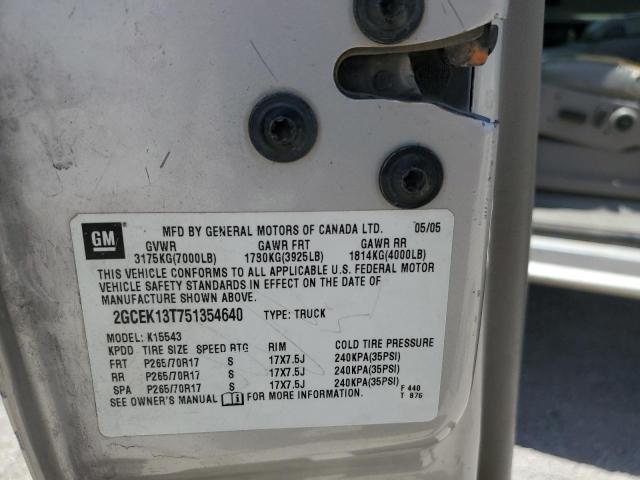 GM
MFD BY GENERAL MOTORS OF CANADA LTD. 05/05
GVWR GAWR FRT GAWR RR
3175KG(7000LB) 1790KG(3925LB) 1814KG(4000LB)
THIS VEHICLE CONFORMS TO ALL APPLICABLE U.S. FEDERAL MOTOR
VEHICLE SAFETY STANDARDS IN EFFECT ON THE DATE OF
MANUFACTURE SHOWN ABOVE.
2GCEK13T751354640 TYPE: TRUCK
MODEL: K15543
KPDD TIRE SIZE SPEED RTG RIM COLD TIRE PRESSURE
FRT P265/70R17 S 17X7.5J 240KPA(35PSI)
RR P265/70R17 S 17X7.5J 240KPA(35PSI)
SPA P265/70R17 S 17X7.5J 240KPA(35PSI)
SEE OWNER'S MANUAL FOR MORE INFORMATION.
F 440
T 876